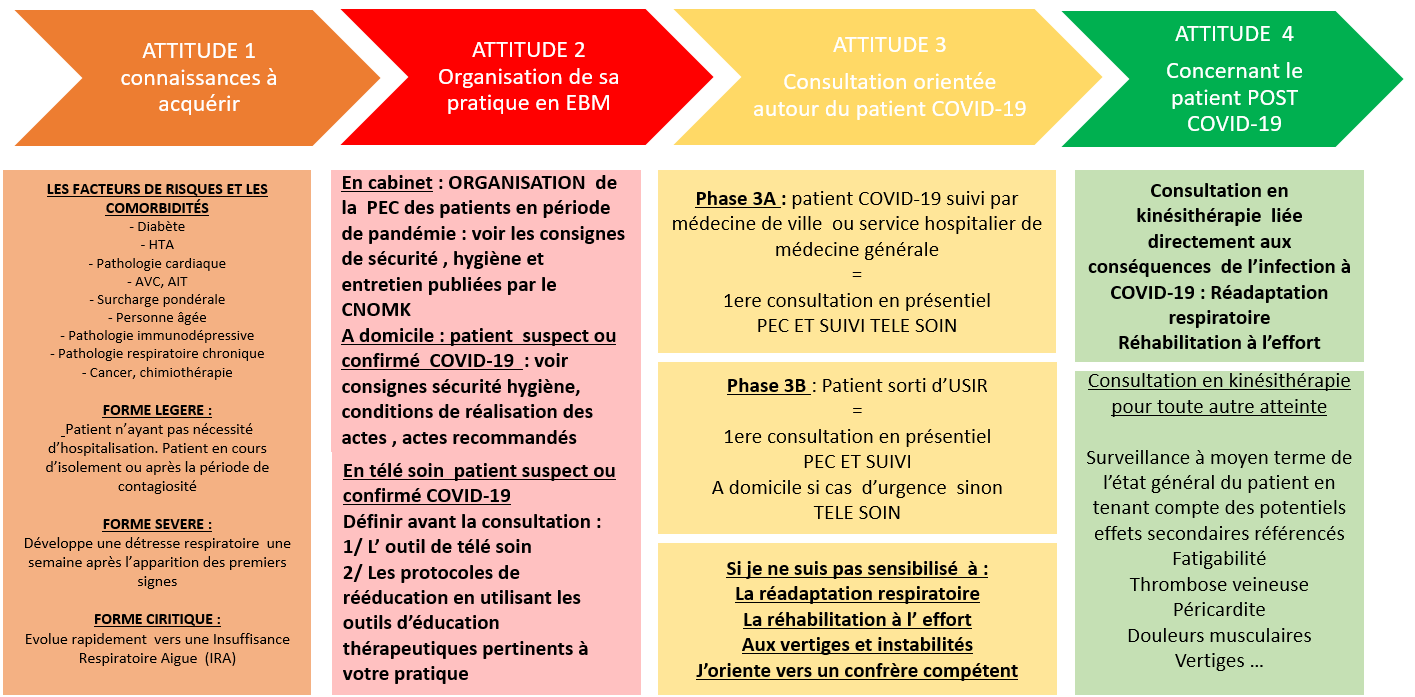 ATTITUDE 1
connaissances à
acquérir
ATTITUDE 2
Organisation de sa
pratique en EBM
ATTITUDE 3
Consultation orientée
autour du patient COVID-19
ATTITUDE 4
Concernant le
patient POST
COVID-19
LES FACTEURS DE RISQUES ET LES
COMORBIDITÉS
- Diabète
- HTA
- Pathologie cardiaque
- AVC, AIT
- Surcharge pondérale
- Personne âgée
- Pathologie immunodépressive
- Pathologie respiratoire chronique
- Cancer, chimiothérapie
FORME LEGERE :
Patient n’ayant pas nécessité
d’hospitalisation. Patient en cours
d’isolement ou après la période de
contagiosité
FORME SEVERE :
Développe une détresse respiratoire une
semaine après l’apparition des premiers
signes
FORME CIRITIQUE :
Evolue rapidement vers une Insuffisance
Respiratoire Aigue (IRA)
En cabinet : ORGANISATION de
la PEC des patients en période
de pandémie : voir les consignes
de sécurité , hygiène et
entretien publiées par le
CNOMK
A domicile : patient suspect ou
confirmé COVID-19 : voir
consignes sécurité hygiène,
conditions de réalisation des
actes , actes recommandés
En télé soin patient suspect ou
confirmé COVID-19
Définir avant la consultation :
1/ L’ outil de télé soin
2/ Les protocoles de
rééducation en utilisant les
outils d’éducation
thérapeutiques pertinents à
votre pratique
Phase 3A : patient COVID-19 suivi par
médecine de ville ou service hospitalier de
médecine générale
=
1ere consultation en présentiel
PEC ET SUIVI TELE SOIN
Phase 3B : Patient sorti d’USIR
=
1ere consultation en présentiel
PEC ET SUIVI
A domicile si cas d’urgence sinon
TELE SOIN
Si je ne suis pas sensibilisé à :
La réadaptation respiratoire
La réhabilitation à l’ effort
Aux vertiges et instabilités
J’oriente vers un confrère compétent
Consultation en
kinésithérapie liée
directement aux
conséquences de l’infection à
COVID-19 : Réadaptation
respiratoire
Réhabilitation à l’effort
Consultation en kinésithérapie
pour toute autre atteinte
Surveillance à moyen terme de
l’état général du patient en
tenant compte des potentiels
effets secondaires référencés
Fatigabilité
Thrombose veineuse
Péricardite
Douleurs musculaires
Vertiges …